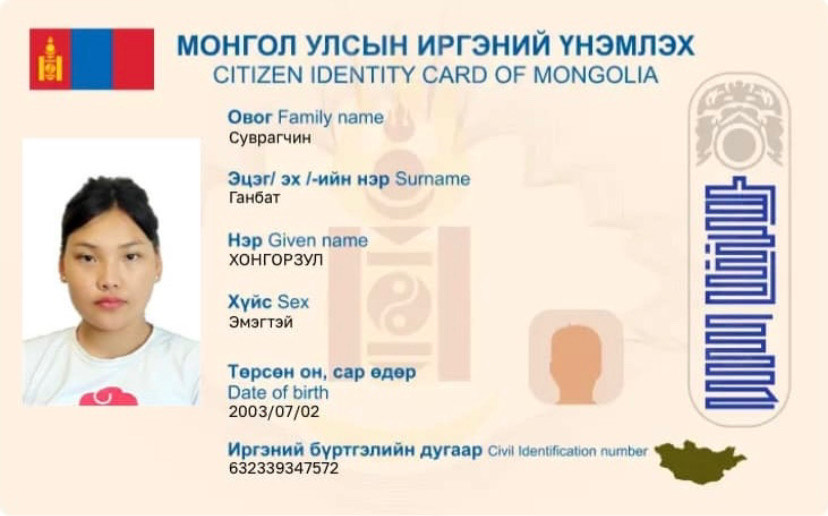 МОНГОЛ УЛСЫН ИРГЭНИЙ ҮНЭМЛЭХ
CITIZEN IDENTITY CARD OF MONGOLIA
Овог Family name
Суврагчин
Эцэг/ эх /-ийн нэр Surname
Ганбат
Нэр Given name
ХОНГОРЗУЛ
Хүйс Sex
Эмэгтэй
Төрсөн он, сар өдөр
Date of birth
2003/07/02
Иргэний бүртгэлийн дугаар Civil Identification number
632339347572